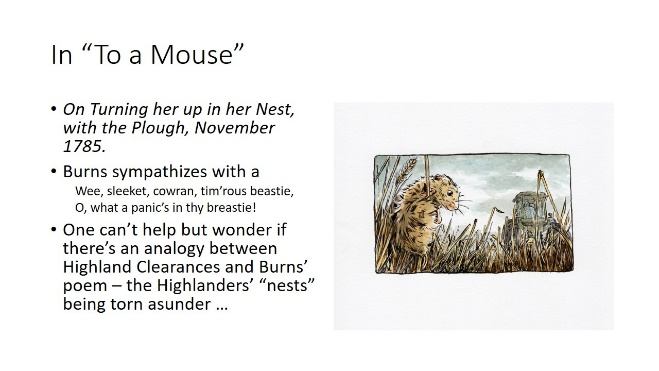 In “To a Mouse”
• On Turning her up in her Nest,
with the Plough, November
1785.
• Burns sympathizes with a
Wee, sleeket, cowran, tim’rous beastie,
O, what a panic’s in thy breastie!
• One can’t help but wonder if
there’s an analogy between
Highland Clearances and Burns’
poem – the Highlanders’ “nests”
being torn asunder …